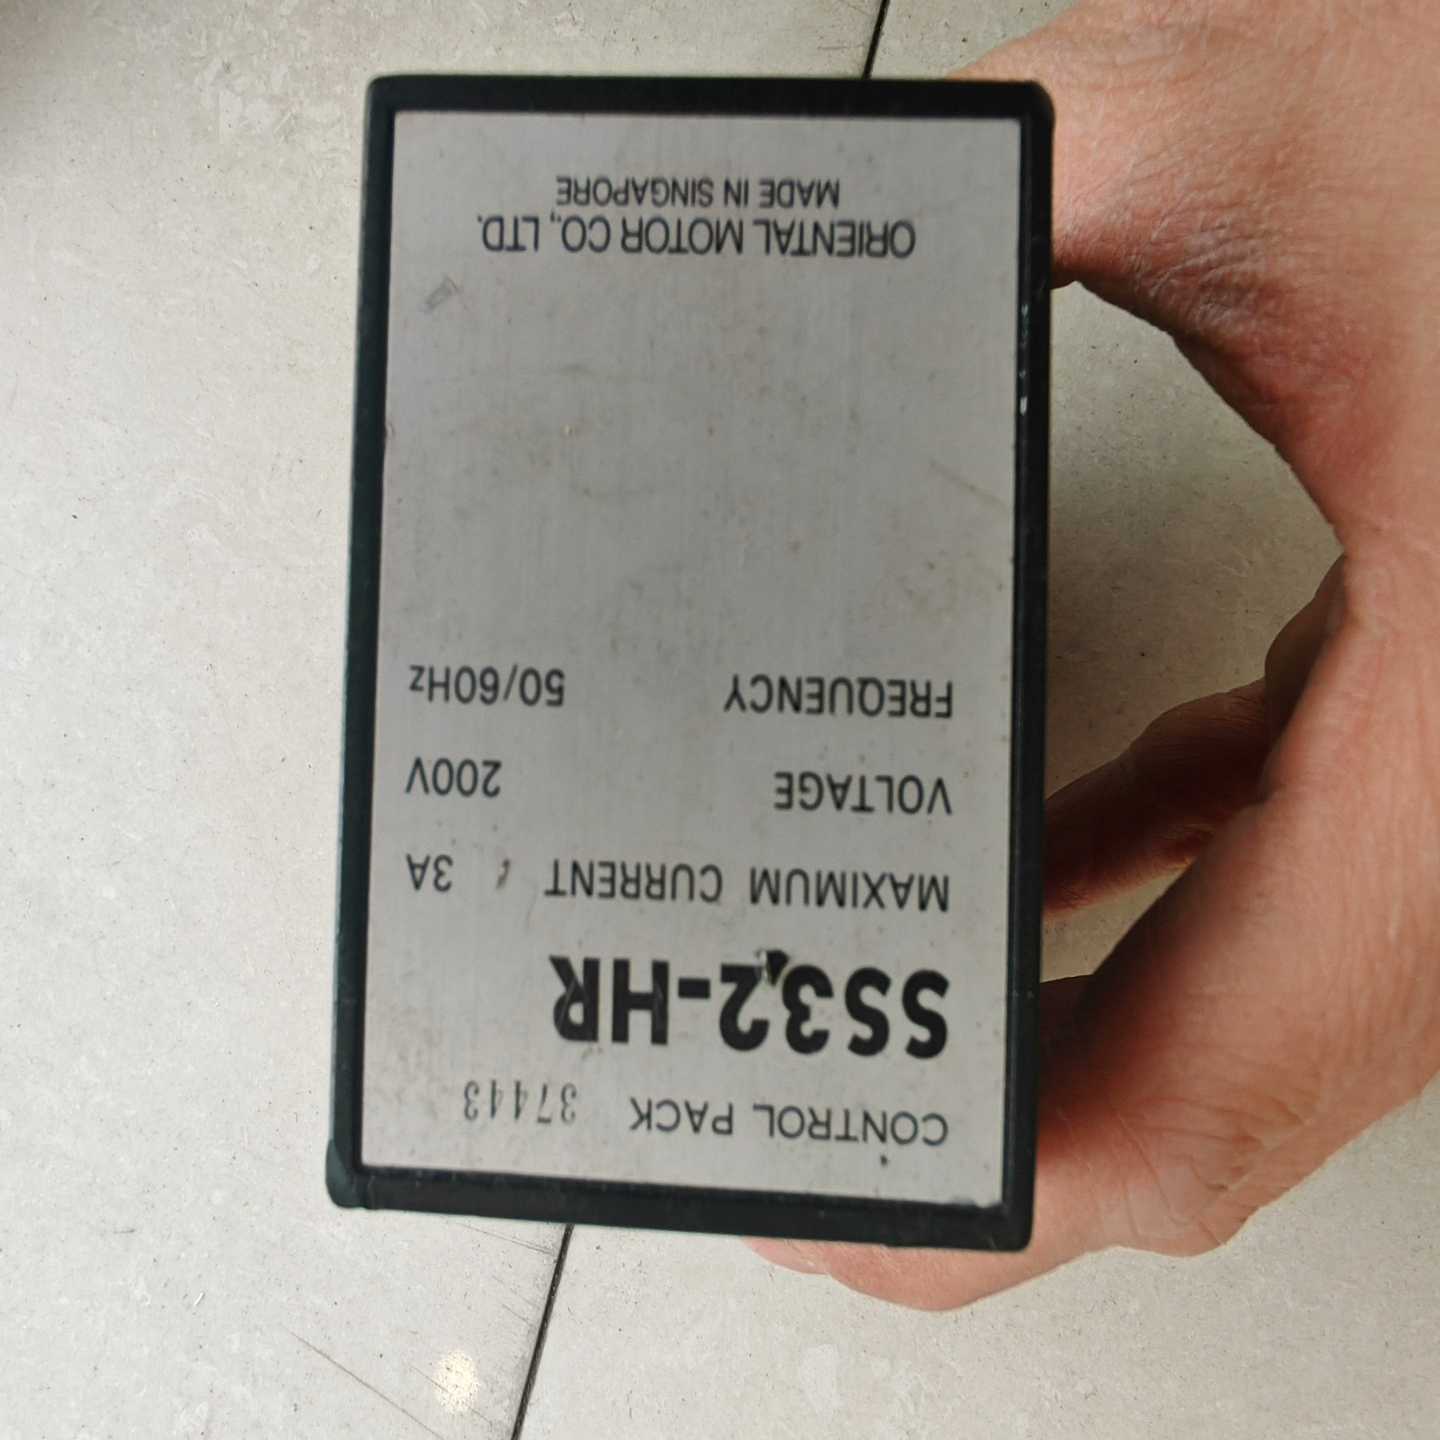 CONTROL PACK 37443
SS32-HR
MAXIMUM CURRENT 3A
VOLTAGE 200V
FREQUENCY 50/60Hz
ORIENTAL MOTOR CO., LTD.
MADE IN SINGAPORE